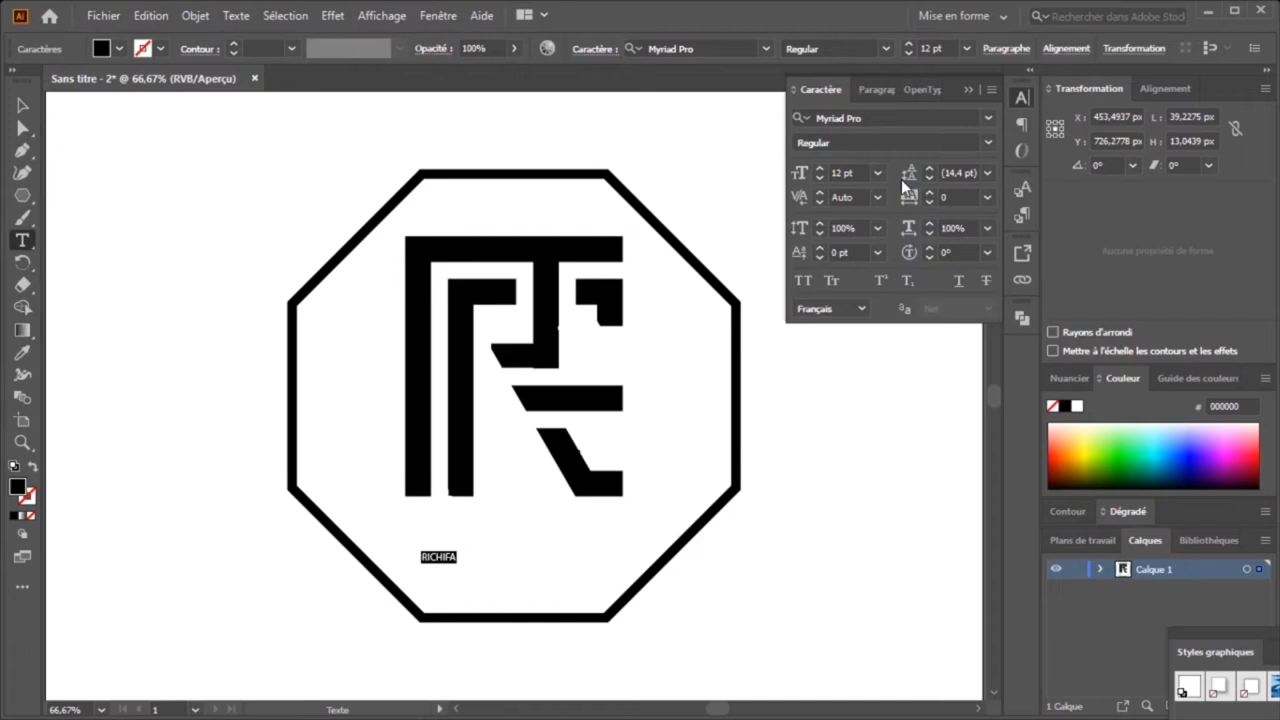 Ai Fichier Edition Objet Texte Sélection Effet Affichage Fenêtre Aide Mise en forme Rechercher dans Adobe Stod
Caractères Contour : Opacité : 100% Caractère : Myriad Pro Regular 12 pt Paragraphe Alignement Transformation
Sans titre - 2* @ 66,67% (RVB/Aperçu)
Caractère Paragra OpenTyp
Transformation Alignement
Myriad Pro
X : 453,4937 px L : 39,2275 px
Regular
Y : 726,2778 px H : 13,0439 px
12 pt (14,4 pt)
0° 0°
Auto 0
100% 100%
0 pt 0°
Aucune propriété de forme
Français
RICHIFA
Rayons d'arrondi
Mettre à l'échelle les contours et les effets
Nuancier Couleur Guide des couleurs
# 000000
Contour Dégradé
Plans de travail Calques Bibliothèques
Calque 1
Styles graphiques
66,67% 1 Texte
1 Calque